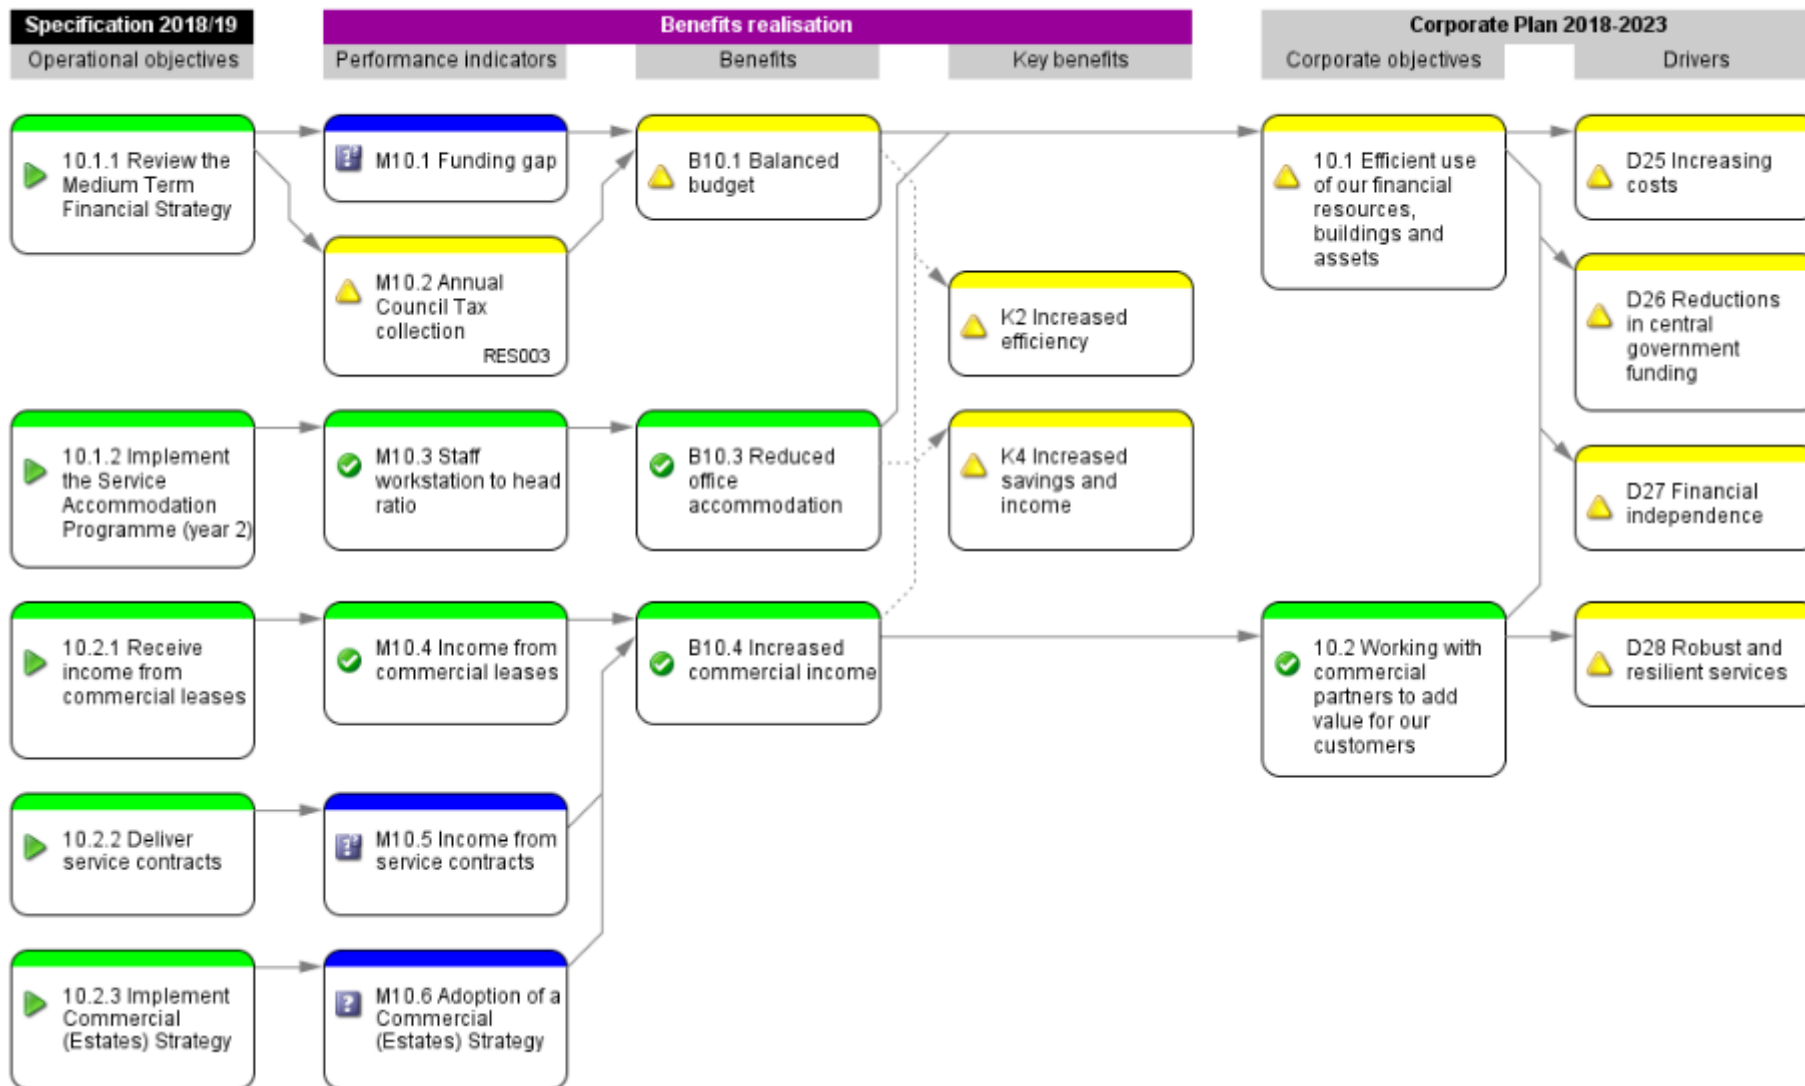 Specification 2018/19
Benefits realisation
Corporate Plan 2018-2023
Operational objectives
Performance indicators
Benefits
Key benefits
Corporate objectives
Drivers
10.1.1 Review the
Medium Term
Financial Strategy
M10.1 Funding gap
B10.1 Balanced
budget
10.1 Efficient use
of our financial
resources,
buildings and
assets
D25 Increasing
costs
M10.2 Annual
Council Tax
collection
RES003
K2 Increased
efficiency
D26 Reductions
in central
government
funding
10.1.2 Implement
the Service
Accommodation
Programme (year 2)
M10.3 Staff
workstation to head
ratio
B10.3 Reduced
office
accommodation
K4 Increased
savings and
income
D27 Financial
independence
10.2.1 Receive
income from
commercial leases
M10.4 Income from
commercial leases
B10.4 Increased
commercial income
10.2 Working with
commercial
partners to add
value for our
customers
D28 Robust and
resilient services
10.2.2 Deliver
service contracts
M10.5 Income from
service contracts
10.2.3 Implement
Commercial
(Estates) Strategy
M10.6 Adoption of a
Commercial
(Estates) Strategy